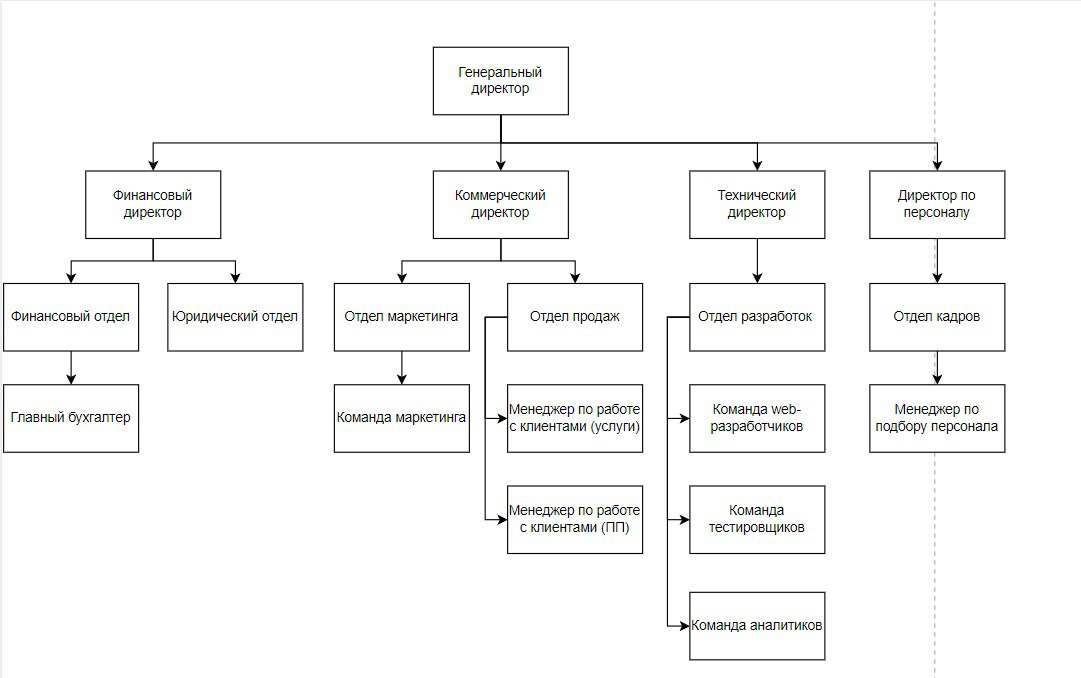 Генеральный
директор
Финансовый
директор
Коммерческий
директор
Технический
директор
Директор по
персоналу
Финансовый отдел
Юридический отдел
Отдел маркетинга
Отдел продаж
Отдел разработок
Отдел кадров
Главный бухгалтер
Команда маркетинга
Менеджер по работе
с клиентами (услуги)
Команда web-
разработчиков
Менеджер по
подбору персонала
Менеджер по работе
с клиентами (ПП)
Команда
тестировщиков
Команда аналитиков